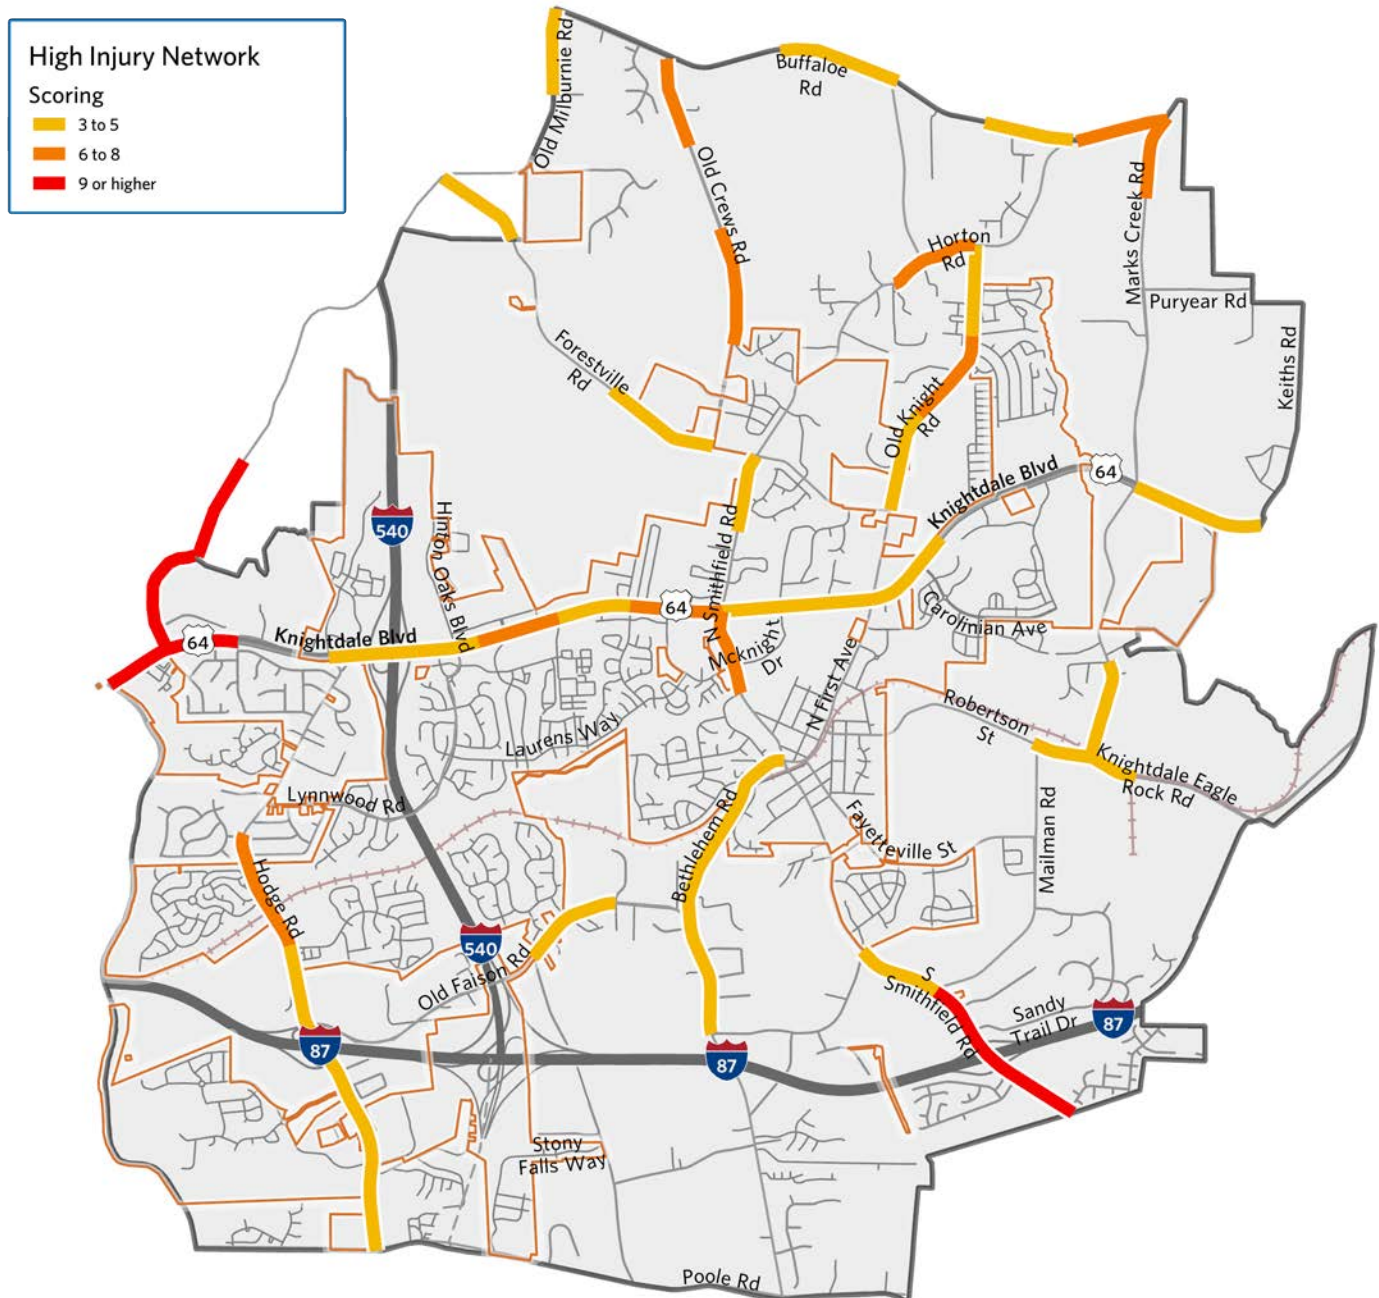 High Injury Network
Scoring
3 to 5
6 to 8
9 or higher
Old Milburnie Rd
Buffaloe
Rd
Old Crews Rd
Marks Creek Rd
Horton
Rd
Puryear Rd
Keiths Rd
Forestville
Rd
Old Knight
Rd
Knightdale Blvd
64
540
Hinton Oaks Blvd
N Smithfield Rd
64
64
Knightdale Blvd
Carolinian Ave
Mcknight
Dr
N First Ave
Laurens Way
Robertson
St
Knightdale Eagle
Rock Rd
Lynnwood Rd
Bethlehem Rd
Fayetteville St
Mailman Rd
Hodge Rd
540
Old Faison Rd
S
Smithfield Rd
Sandy
Trail Dr
87
87
87
Stony
Falls Way
Poole Rd